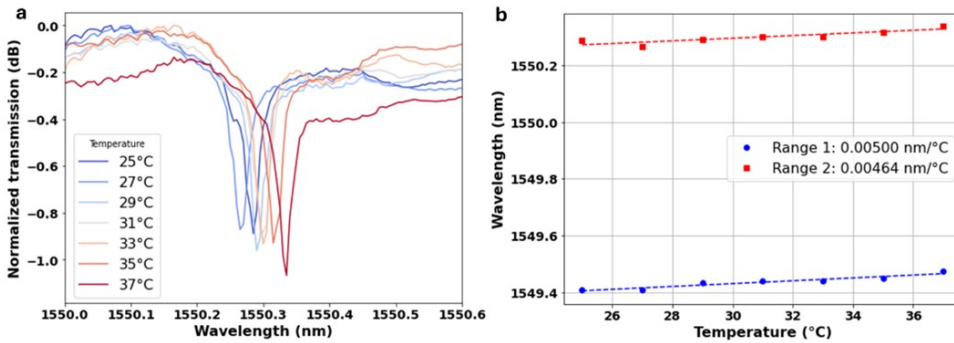 a
Normalized transmission (dB)
0.0
−0.2
−0.4
−0.6
−0.8
−1.0
Temperature
25°C
27°C
29°C
31°C
33°C
35°C
37°C
1550.0
1550.1
1550.2
1550.3
1550.4
1550.5
1550.6
Wavelength (nm)
b
Wavelength (nm)
1550.2
1550.0
1549.8
1549.6
1549.4
Range 1: 0.00500 nm/°C
Range 2: 0.00464 nm/°C
26
28
30
32
34
36
Temperature (°C)